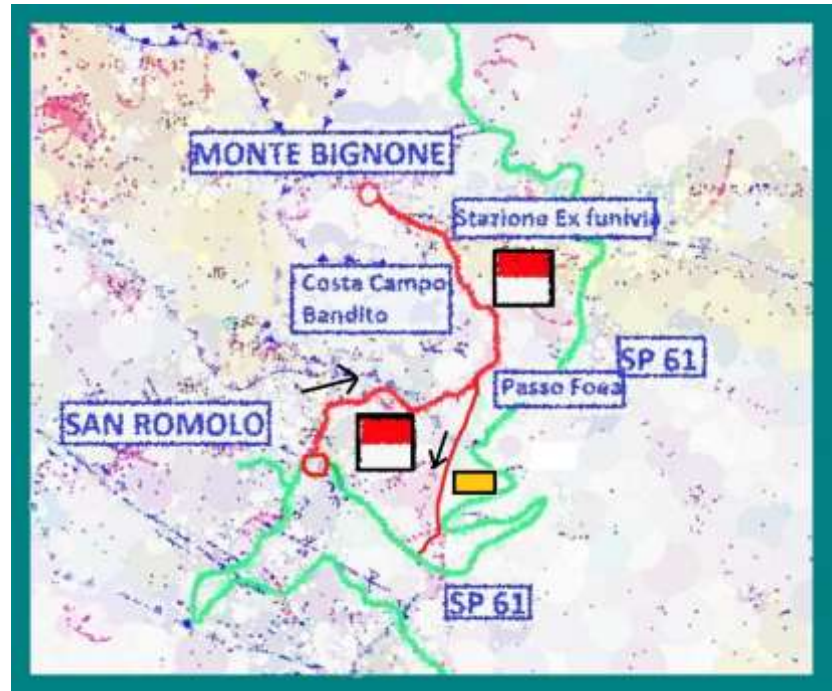 MONTE BIGNONE
Stazione Ex funivia
Costa Campo
Bandito
SP 61
Passo Foea
SAN ROMOLO
SP 61